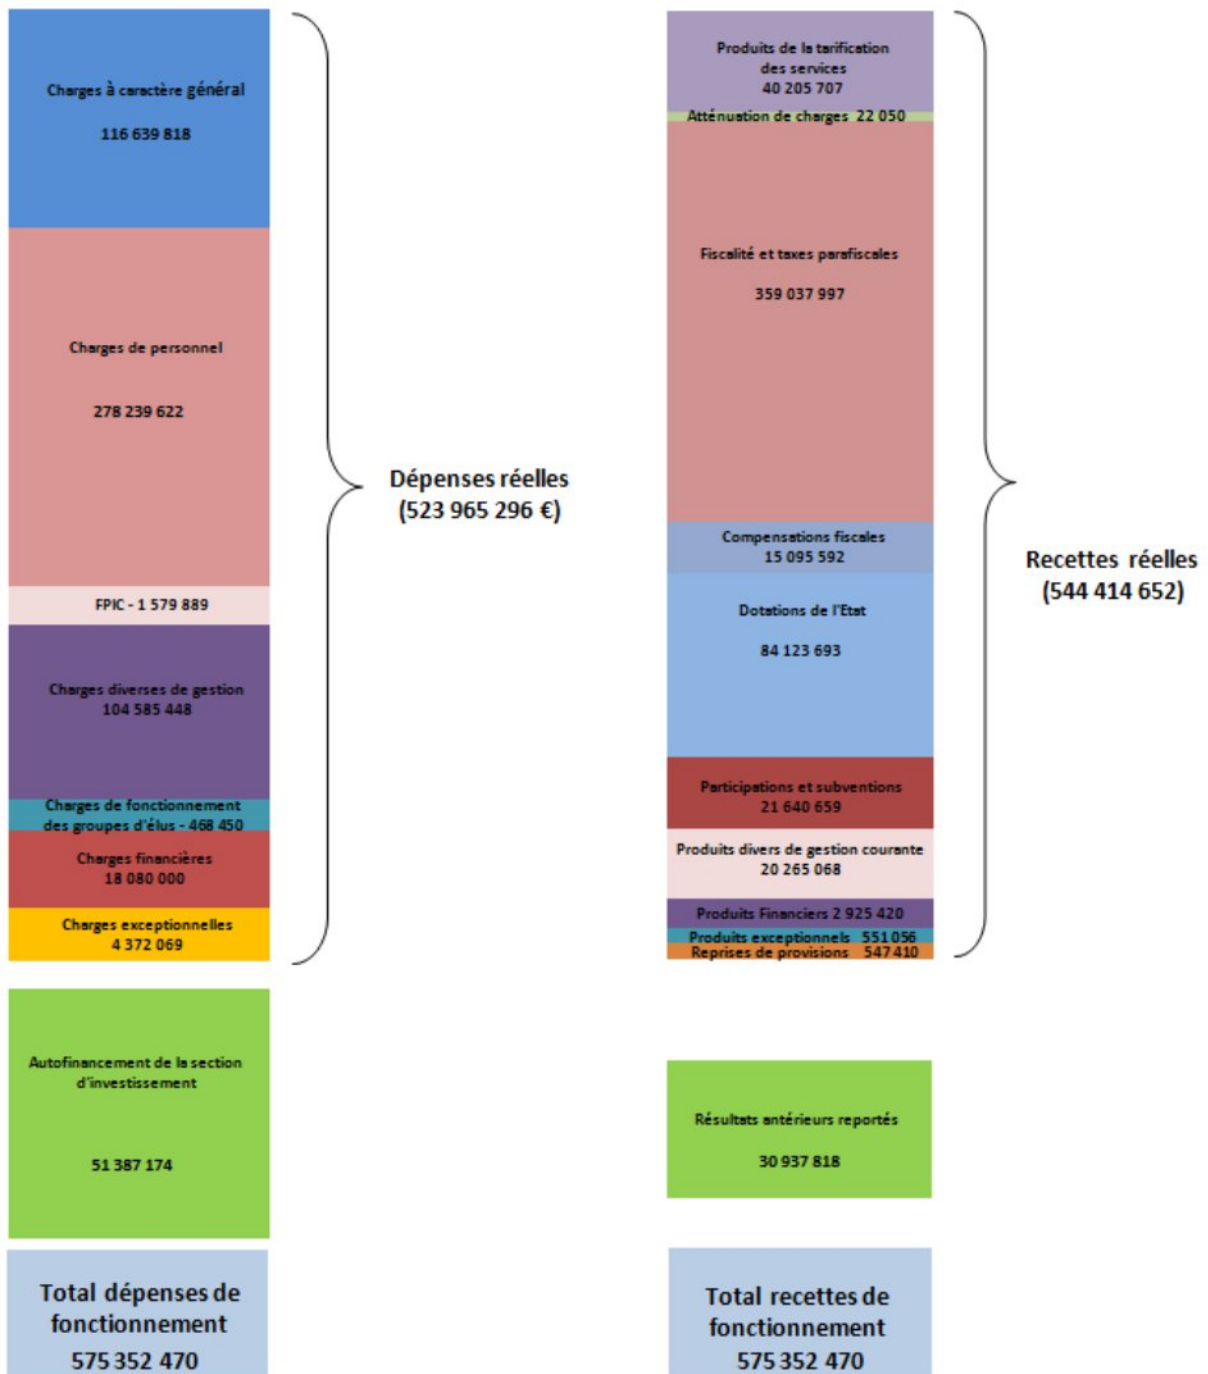 Charges à caractère général
116 639 818
Charges de personnel
278 239 622
FPIC - 1 579 889
Charges diverses de gestion
104 585 448
Charges de fonctionnement
des groupes d'élus - 468 450
Charges financières
18 080 000
Charges exceptionnelles
4 372 069
Dépenses réelles
(523 965 296 €)
Autofinancement de la section
d'investissement
51 387 174
Total dépenses de
fonctionnement
575 352 470
Produits de la tarification
des services
40 205 707
Atténuation de charges 22 050
Fiscalité et taxes parafiscales
359 037 997
Compensations fiscales
15 095 592
Dotations de l'Etat
84 123 693
Participations et subventions
21 640 659
Produits divers de gestion courante
20 265 068
Produits Financiers 2 925 420
Produits exceptionnels 551 056
Reprises de provisions 547 410
Recettes réelles
(544 414 652)
Résultats antérieurs reportés
30 937 818
Total recettes de
fonctionnement
575 352 470